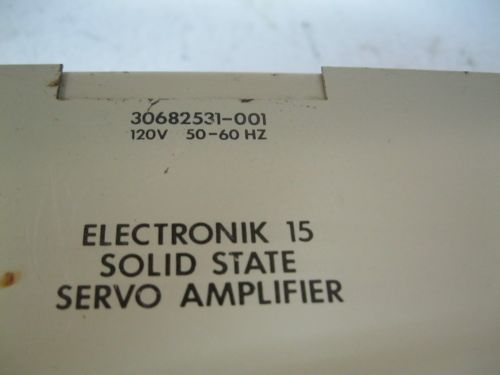 30682531-001
120V 50-60 HZ
ELECTRONIK 15
SOLID STATE
SERVO AMPLIFIER